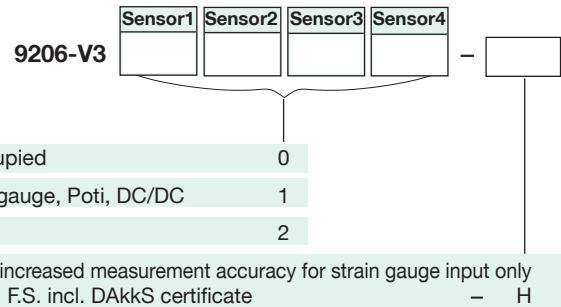 Sensor1 Sensor2 Sensor3 Sensor4
9206-V3 –
0
gauge, Poti, DC/DC 1
2
increased measurement accuracy for strain gauge input only
F.S. incl. DAkkS certificate – H